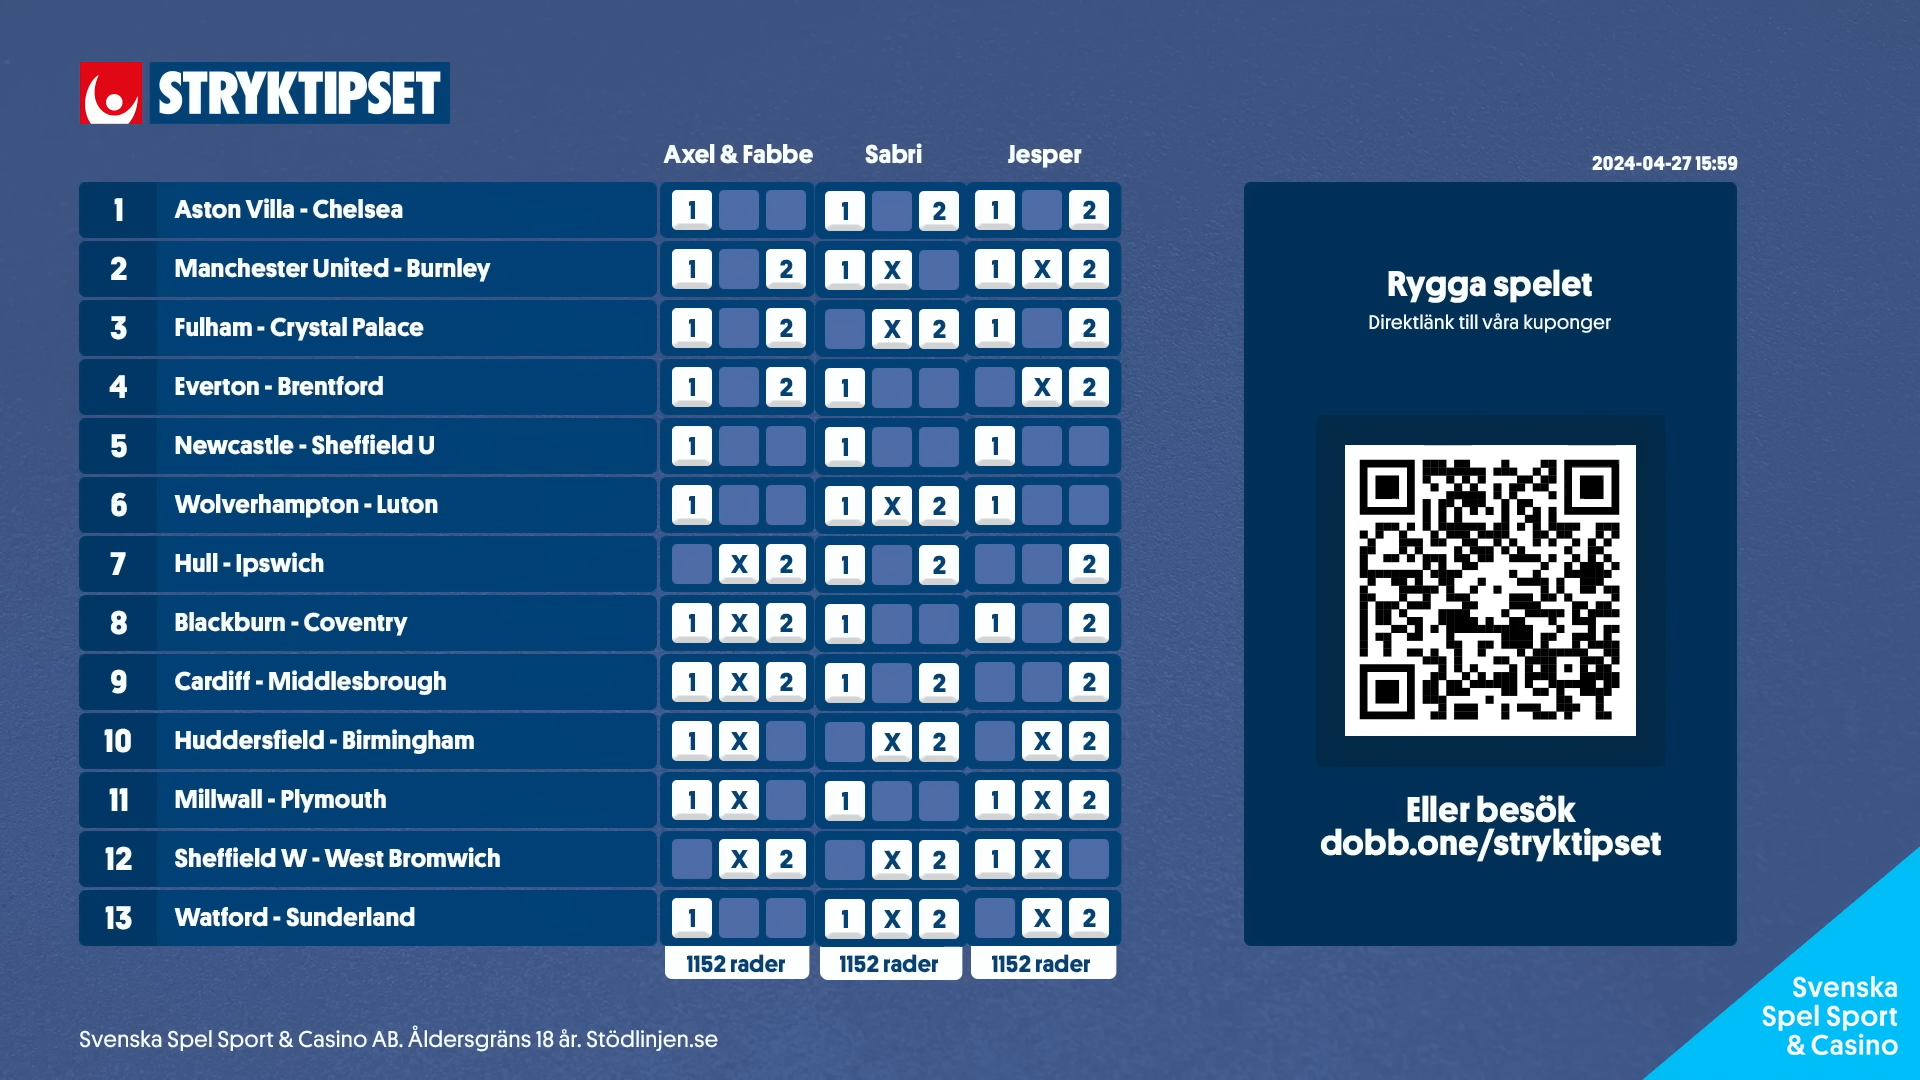 STRYKTIPSET
Axel & Fabbe Sabri Jesper
2024-04-27 15:59
1 Aston Villa - Chelsea 1 1 2 1 2
2 Manchester United - Burnley 1 2 1 X 1 X 2
3 Fulham - Crystal Palace 1 2 X 2 1 2
4 Everton - Brentford 1 2 1 X 2
5 Newcastle - Sheffield U 1 1 1
6 Wolverhampton - Luton 1 1 X 2 1
7 Hull - Ipswich X 2 1 2 2
8 Blackburn - Coventry 1 X 2 1 1 2
9 Cardiff - Middlesbrough 1 X 2 1 2 2
10 Huddersfield - Birmingham 1 X X 2 X 2
11 Millwall - Plymouth 1 X 1 1 X 2
12 Sheffield W - West Bromwich X 2 X 2 1 X
13 Watford - Sunderland 1 1 X 2 X 2
1152 rader 1152 rader 1152 rader
Rygga spelet
Direktlänk till våra kuponger
Eller besök
dobb.one/stryktipset
Svenska
Spel Sport
& Casino
Svenska Spel Sport & Casino AB. Åldersgräns 18 år. Stödlinjen.se